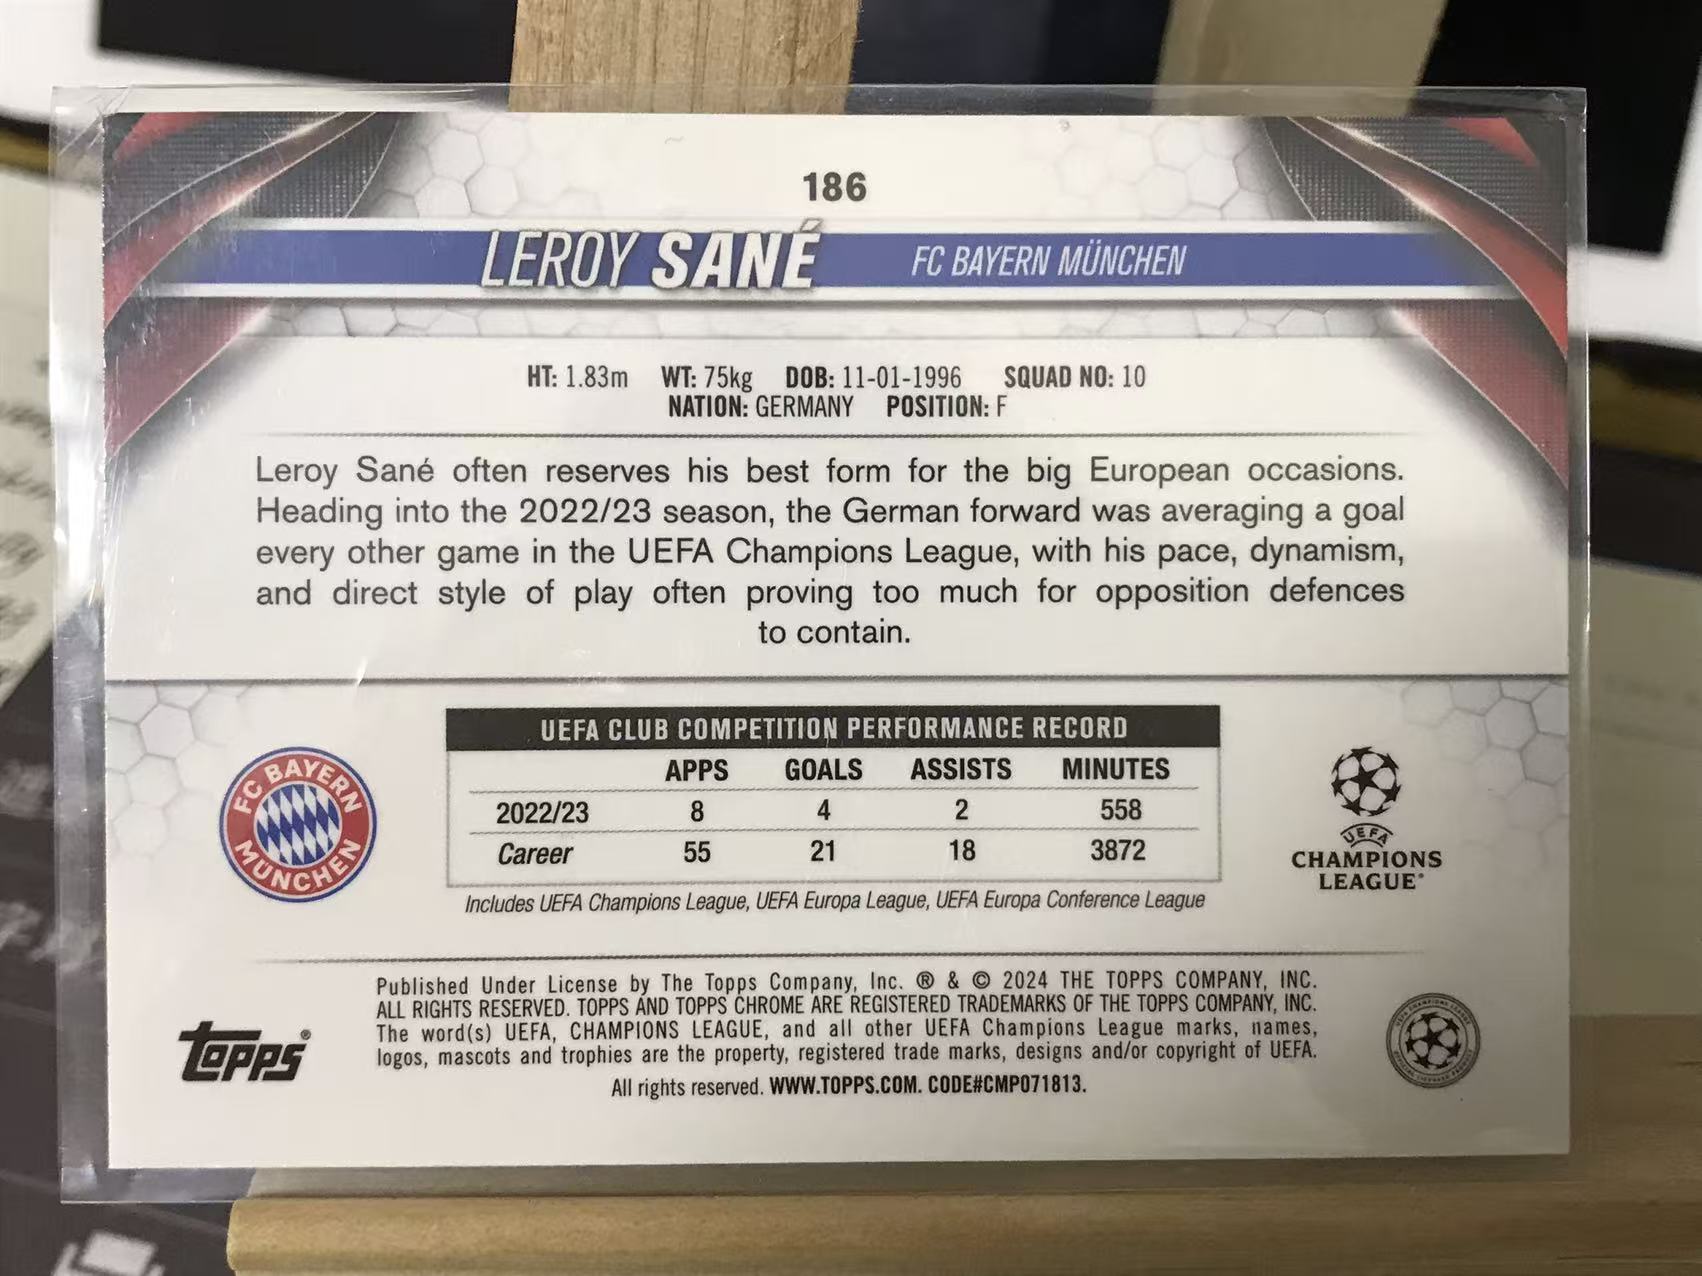 186
LEROY SANÉ FC BAYERN MÜNCHEN
HT: 1.83m WT: 75kg DOB: 11-01-1996 SQUAD NO: 10
NATION: GERMANY POSITION: F
Leroy Sané often reserves his best form for the big European occasions.
Heading into the 2022/23 season, the German forward was averaging a goal
every other game in the UEFA Champions League, with his pace, dynamism,
and direct style of play often proving too much for opposition defences
to contain.
UEFA CLUB COMPETITION PERFORMANCE RECORD
APPS GOALS ASSISTS MINUTES
2022/23 8 4 2 558
Career 55 21 18 3872
Includes UEFA Champions League, UEFA Europa League, UEFA Europa Conference League
FC BAYERN
MÜNCHEN
UEFA
CHAMPIONS
LEAGUE®
Published Under License by The Topps Company, Inc. ® & © 2024 THE TOPPS COMPANY, INC.
ALL RIGHTS RESERVED. TOPPS AND TOPPS CHROME ARE REGISTERED TRADEMARKS OF THE TOPPS COMPANY, INC.
The word(s) UEFA, CHAMPIONS LEAGUE, and all other UEFA Champions League marks, names,
logos, mascots and trophies are the property, registered trade marks, designs and/or copyright of UEFA.
All rights reserved. WWW.TOPPS.COM. CODE#CMP071813.
Topps®